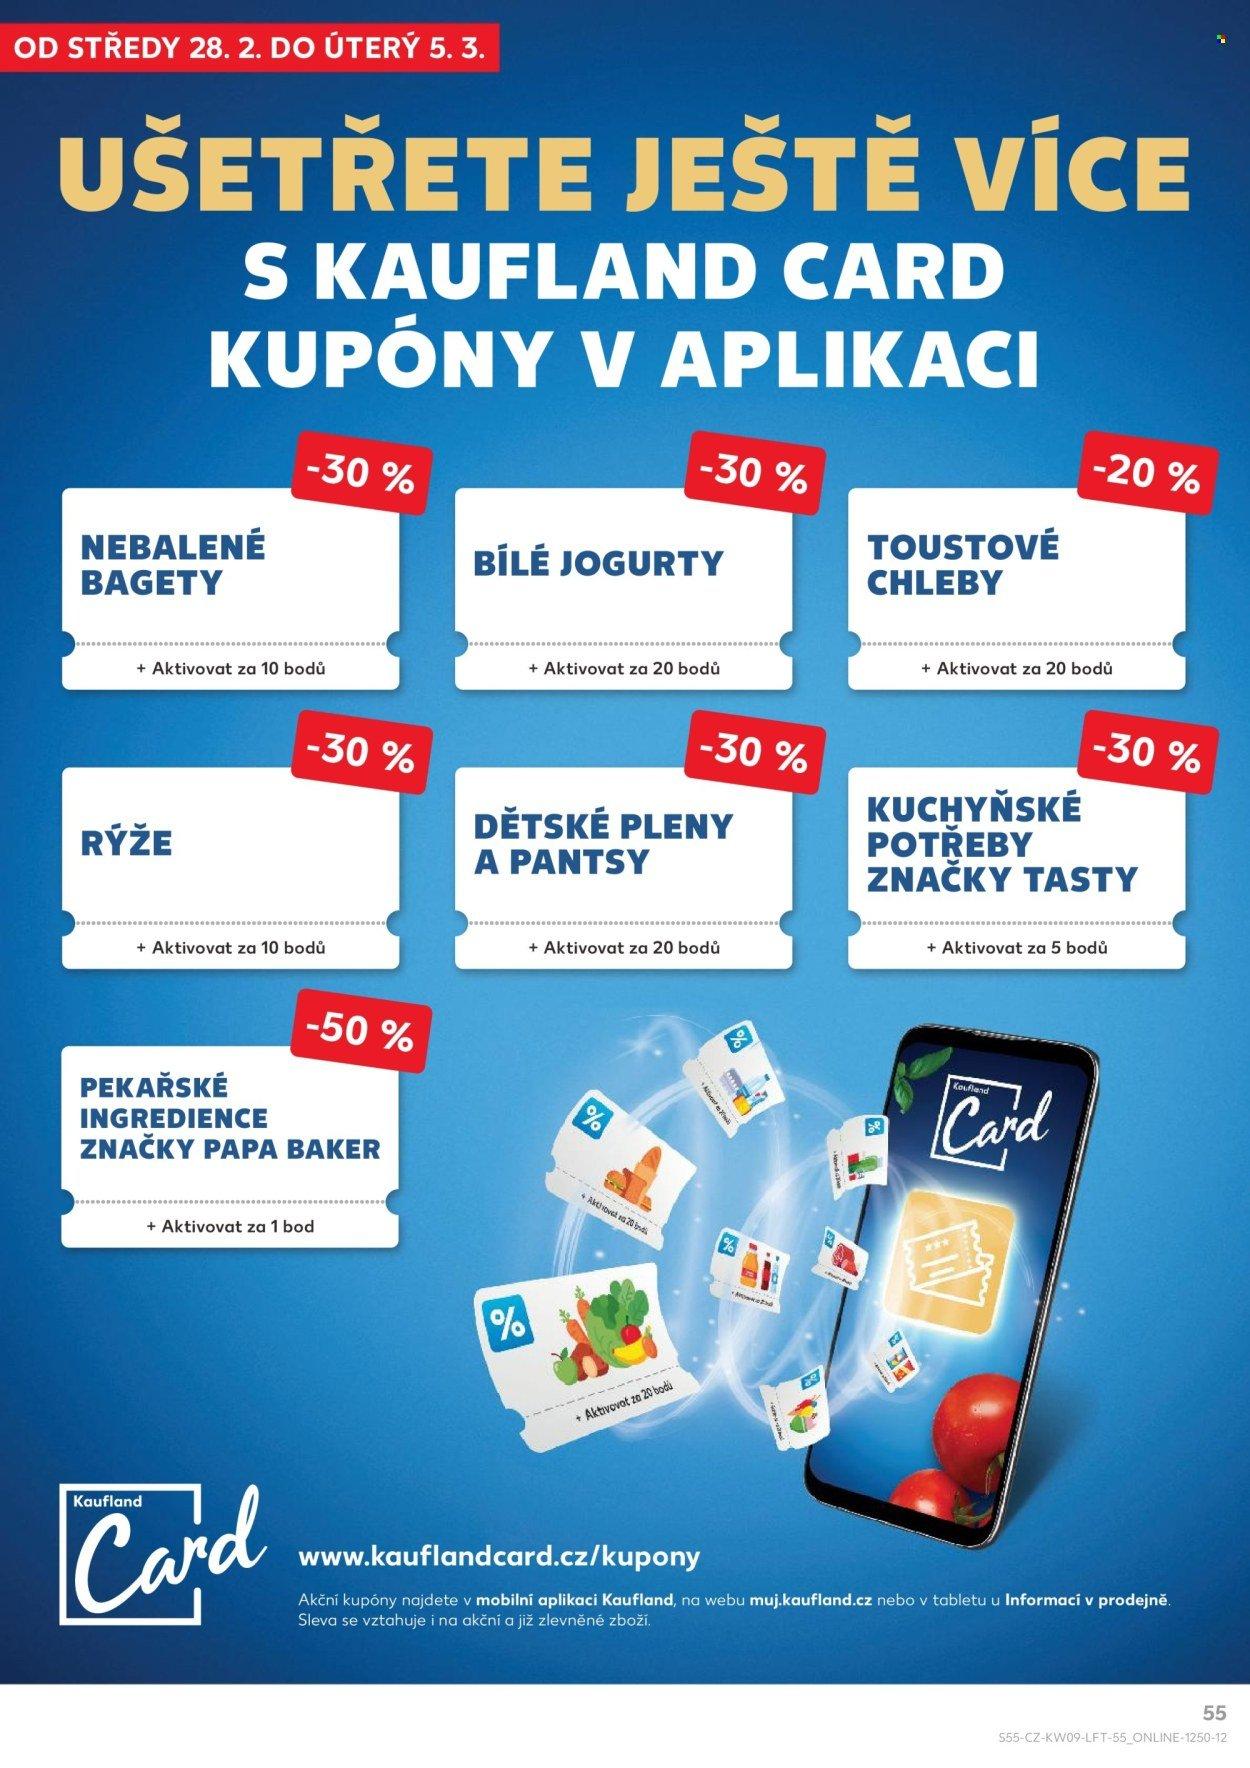 OD STŘEDY 28. 2. DO ÚTERÝ 5. 3.
UŠETŘETE JEŠTĚ VÍCE
S KAUFLAND CARD
KUPÓNY V APLIKACI
-30 %
NEBALENÉ
BAGETY
+ Aktivovat za 10 bodů
-30 %
BÍLÉ JOGURTY
+ Aktivovat za 20 bodů
-20 %
TOUSTOVÉ
CHLEBY
+ Aktivovat za 20 bodů
-30 %
RÝŽE
+ Aktivovat za 10 bodů
-30 %
DĚTSKÉ PLENY
A PANTSY
+ Aktivovat za 20 bodů
-30 %
KUCHYŇSKÉ
POTŘEBY
ZNAČKY TASTY
+ Aktivovat za 5 bodů
-50 %
PEKAŘSKÉ
INGREDIENCE
ZNAČKY PAPA BAKER
+ Aktivovat za 1 bod
%
%
+ Aktivovat za 20 bodů
%
%
%
+ Aktivovat za 20 bodů
Kaufland
Card
Kaufland
Card
www.kauflandcard.cz/kupony
Akční kupóny najdete v mobilní aplikaci Kaufland, na webu muj.kaufland.cz nebo v tabletu u Informací v prodejně.
Sleva se vztahuje i na akční a již zlevněné zboží.
55
S55-CZ-KW09-LFT-55_ONLINE-1250-12